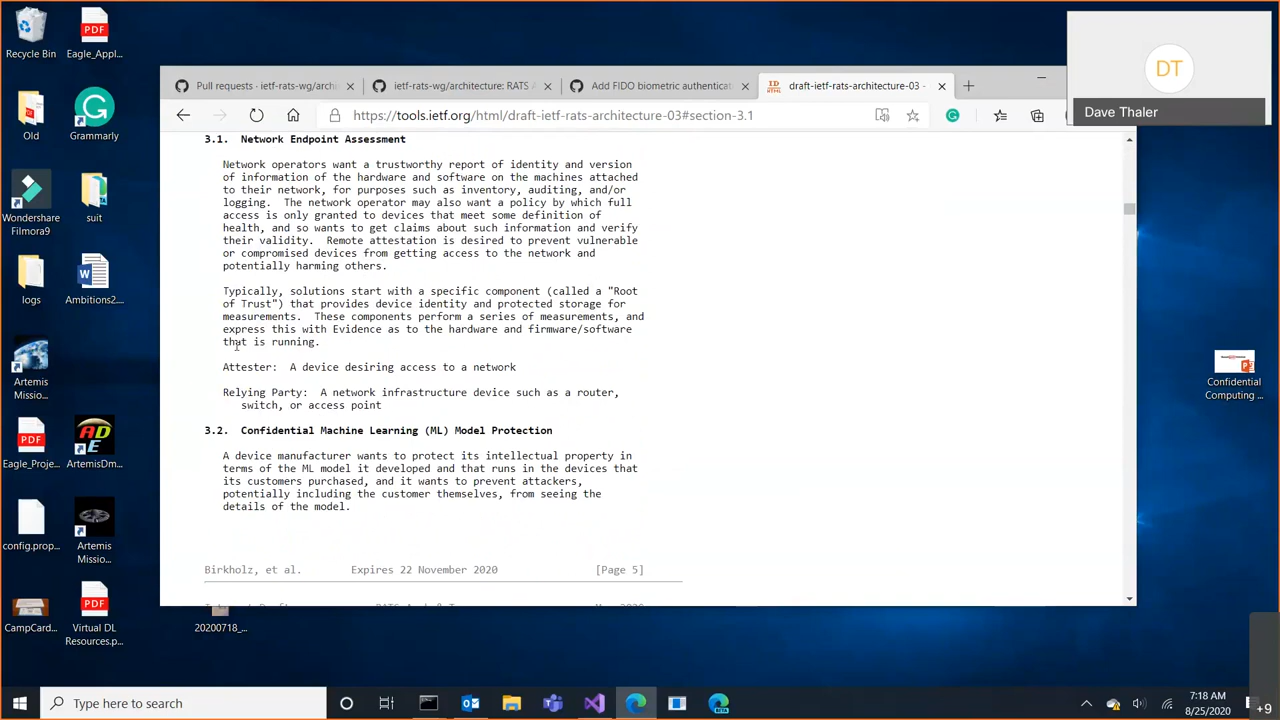 Recycle Bin
Eagle_Appl...
Old
Grammarly
Wondershare
Filmora9
suit
logs
Ambitions2...
Artemis
Missio...
Eagle_Proje...
ArtemisDm...
config.prop...
Artemis
Missio...
CampCard...
Virtual DL
Resources.p...
20200718_...
Pull requests · ietf-rats-wg/archi
ietf-rats-wg/architecture: RATS A
Add FIDO biometric authenticat
draft-ietf-rats-architecture-03 -
https://tools.ietf.org/html/draft-ietf-rats-architecture-03#section-3.1
DT
Dave Thaler
3.1. Network Endpoint Assessment
Network operators want a trustworthy report of identity and version
of information of the hardware and software on the machines attached
to their network, for purposes such as inventory, auditing, and/or
logging. The network operator may also want a policy by which full
access is only granted to devices that meet some definition of
health, and so wants to get claims about such information and verify
their validity. Remote attestation is desired to prevent vulnerable
or compromised devices from getting access to the network and
potentially harming others.
Typically, solutions start with a specific component (called a "Root
of Trust") that provides device identity and protected storage for
measurements. These components perform a series of measurements, and
express this with Evidence as to the hardware and firmware/software
that is running.
Attester: A device desiring access to a network
Relying Party: A network infrastructure device such as a router,
switch, or access point
3.2. Confidential Machine Learning (ML) Model Protection
A device manufacturer wants to protect its intellectual property in
terms of the ML model it developed and that runs in the devices that
its customers purchased, and it wants to prevent attackers,
potentially including the customer themselves, from seeing the
details of the model.
Birkholz, et al. Expires 22 November 2020 [Page 5]
Confidential
Computing ...
Type here to search
7:18 AM
8/25/2020
+9